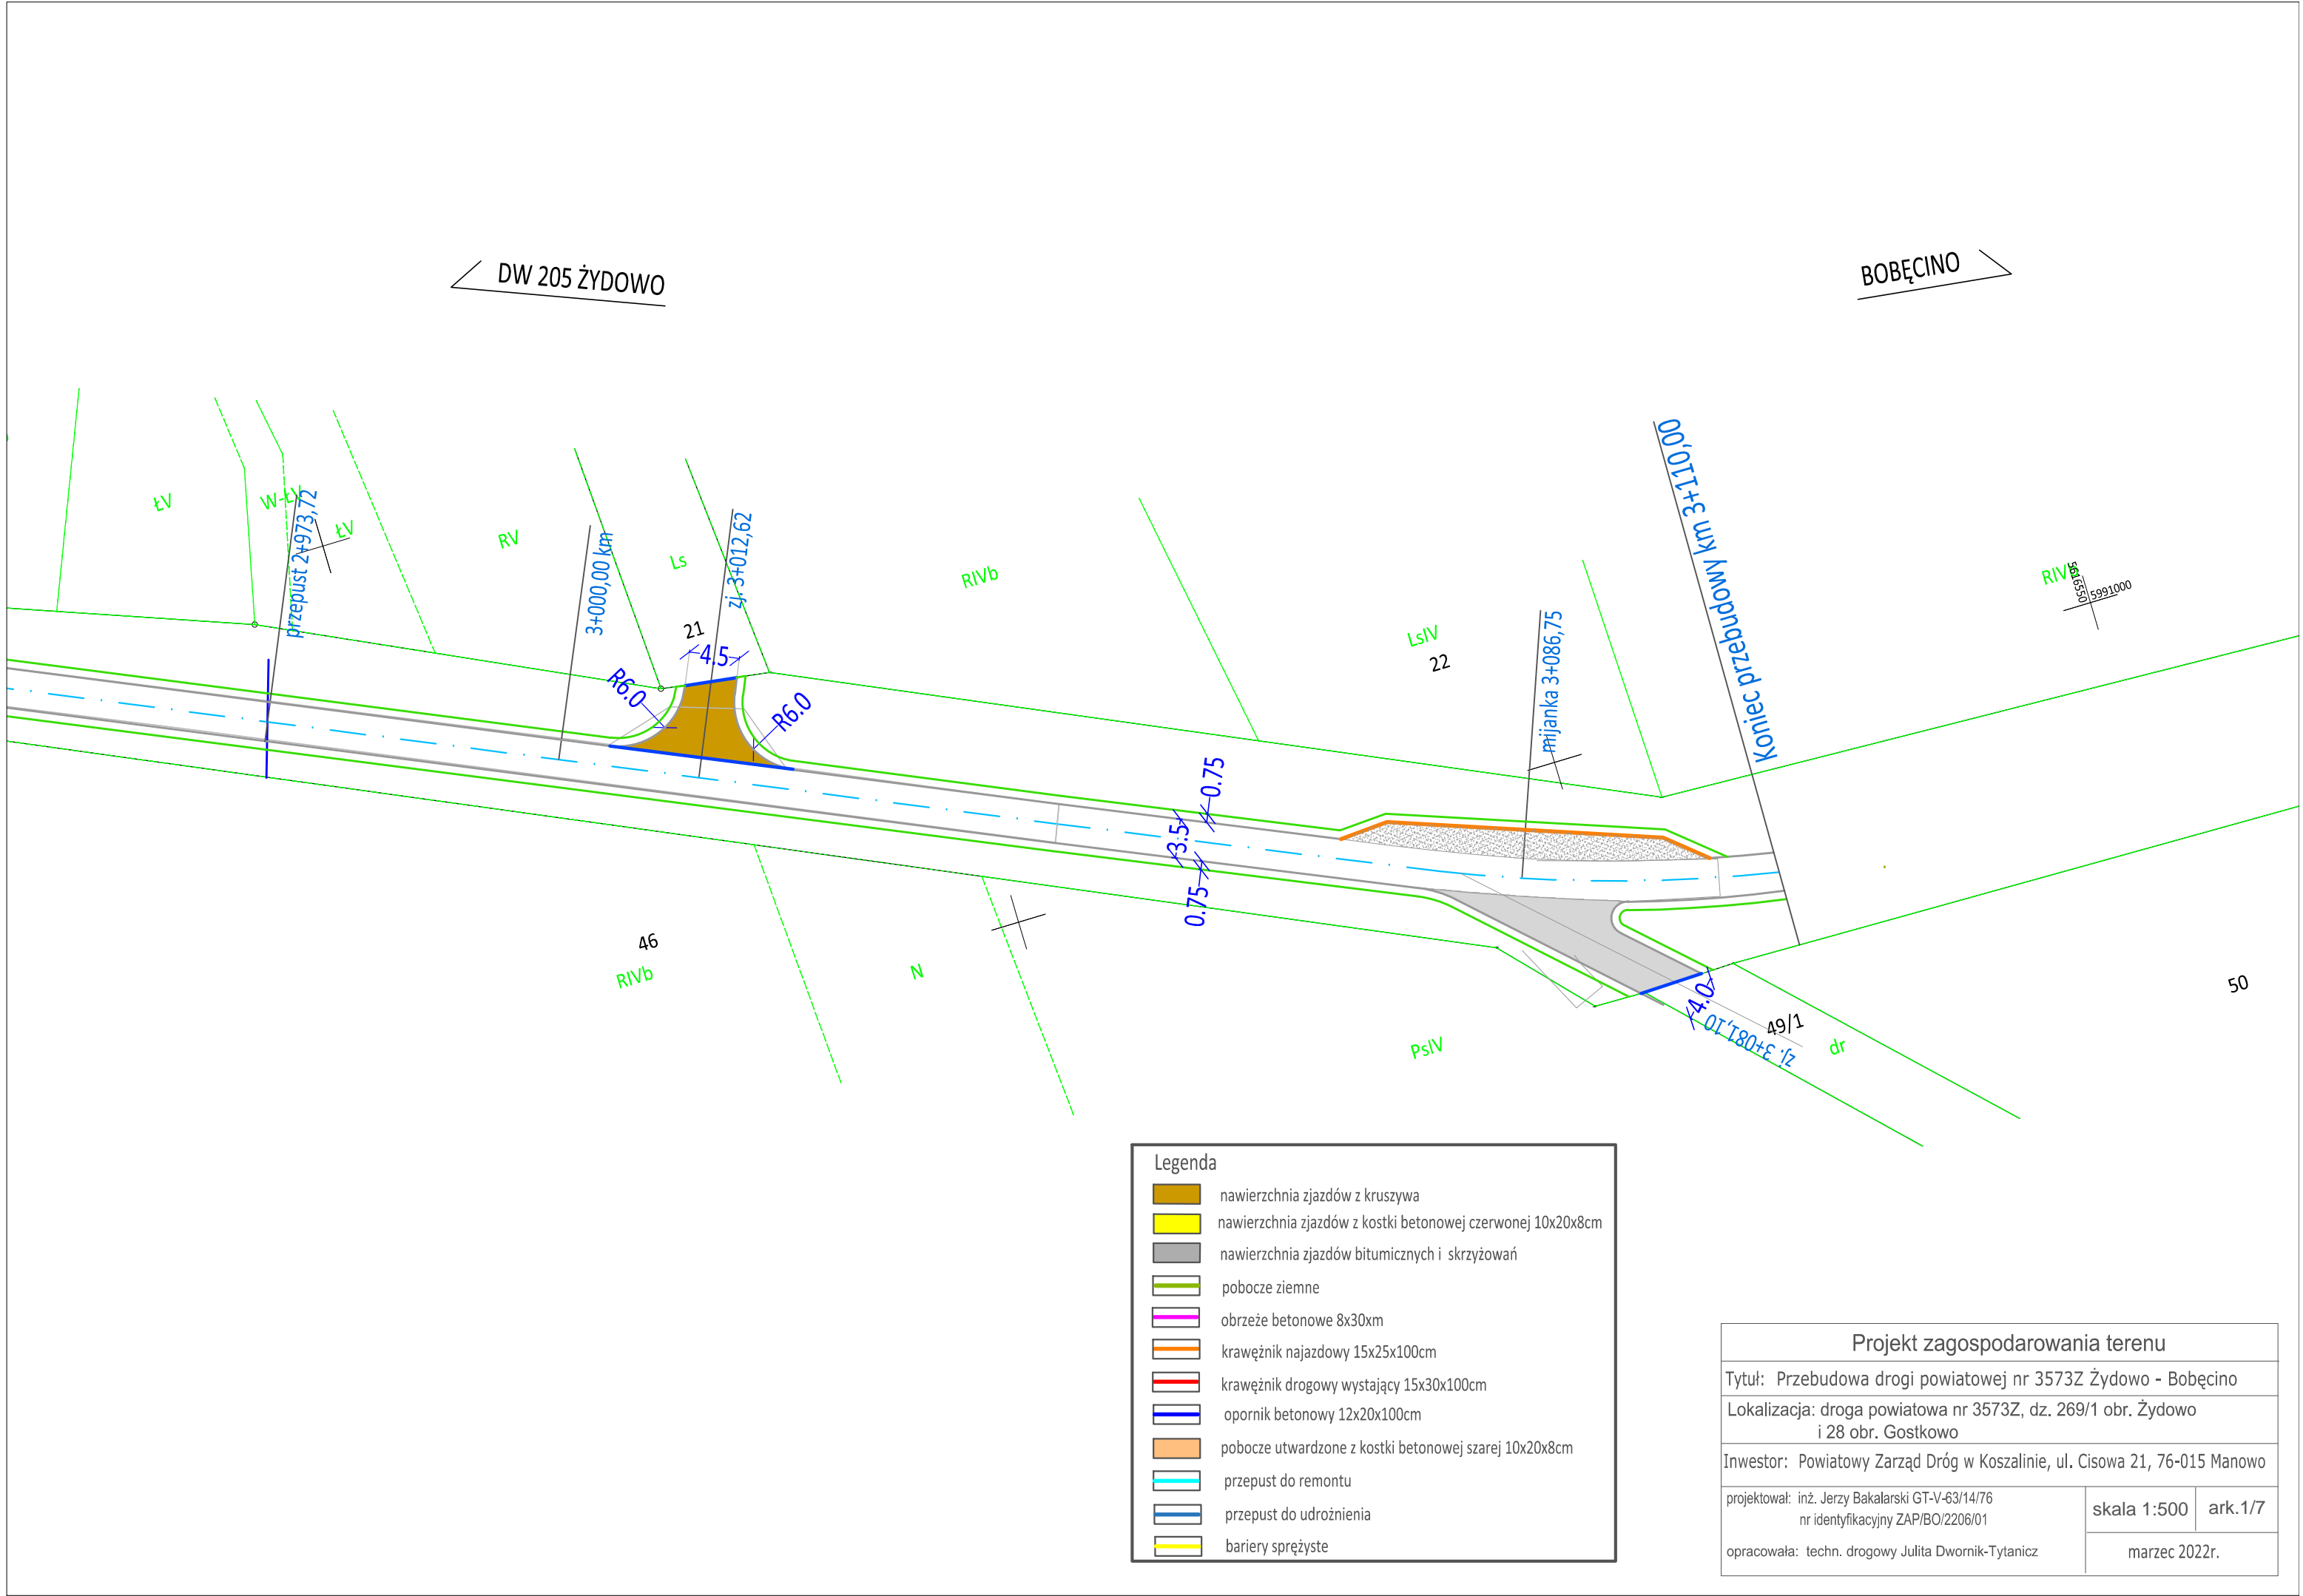 DW 205 ŻYDOWO
BOBĘCINO
ŁV
W-ŁV
ŁV
RV
Ls
RIVb
LsIV
22
RIVb
5616550
5991000
przepust 2+973,72
3+000,00 km
zj. 3+012,62
mijanka 3+086,75
Koniec przebudowy km 3+110,00
21
4.5
R6.0
R6.0
0.75
3.5
0.75
46
RIVb
N
PsIV
4.0
zj. 3+081,10
49/1
dr
50
Legenda
nawierzchnia zjazdów z kruszywa
nawierzchnia zjazdów z kostki betonowej czerwonej 10x20x8cm
nawierzchnia zjazdów bitumicznych i skrzyżowań
pobocze ziemne
obrzeże betonowe 8x30xm
krawężnik najazdowy 15x25x100cm
krawężnik drogowy wystający 15x30x100cm
opornik betonowy 12x20x100cm
pobocze utwardzone z kostki betonowej szarej 10x20x8cm
przepust do remontu
przepust do udrożnienia
bariery sprężyste
Projekt zagospodarowania terenu
Tytuł: Przebudowa drogi powiatowej nr 3573Z Żydowo - Bobęcino
Lokalizacja: droga powiatowa nr 3573Z, dz. 269/1 obr. Żydowo
i 28 obr. Gostkowo
Inwestor: Powiatowy Zarząd Dróg w Koszalinie, ul. Cisowa 21, 76-015 Manowo
projektował: inż. Jerzy Bakalarski GT-V-63/14/76
nr identyfikacyjny ZAP/BO/2206/01
opracowała: techn. drogowy Julita Dwornik-Tytanicz
skala 1:500
ark.1/7
marzec 2022r.